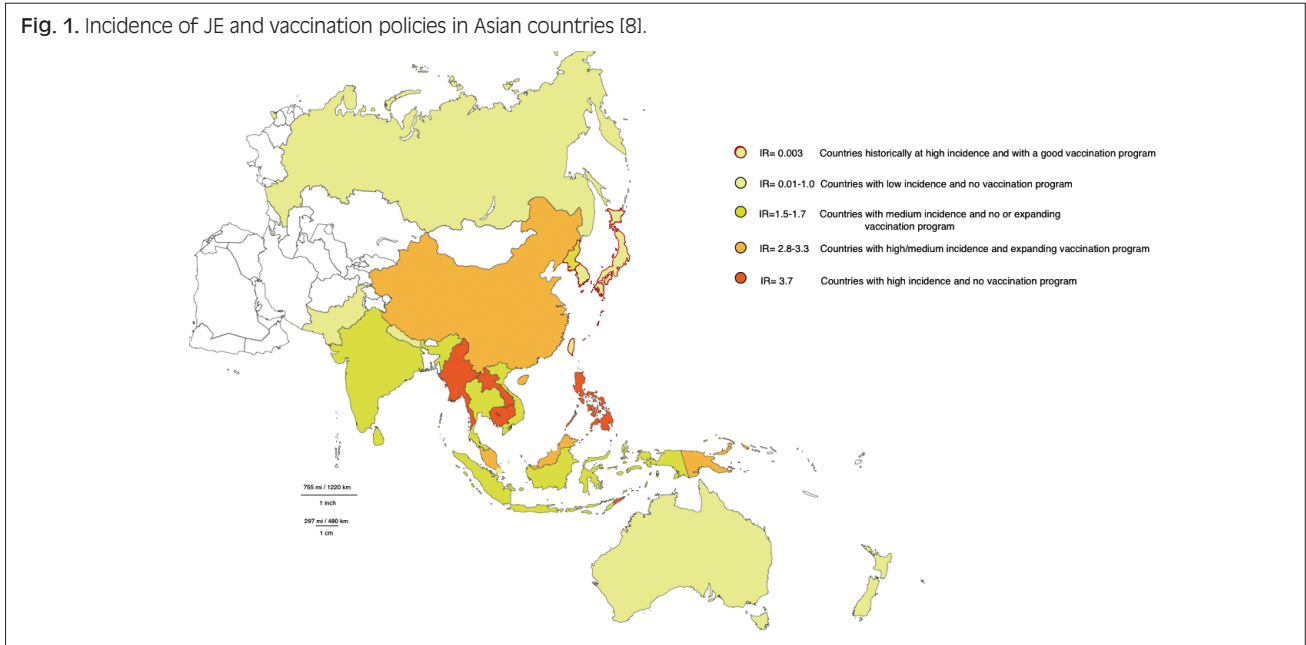 Fig. 1. Incidence of JE and vaccination policies in Asian countries [8].
IR= 0.003 Countries historically at high incidence and with a good vaccination program
IR= 0.01-1.0 Countries with low incidence and no vaccination program
IR=1.5-1.7 Countries with medium incidence and no or expanding
vaccination program
IR= 2.8-3.3 Countries with high/medium incidence and expanding vaccination program
IR= 3.7 Countries with high incidence and no vaccination program
755 mi / 1220 km
1 inch
297 mi / 480 km
1 cm